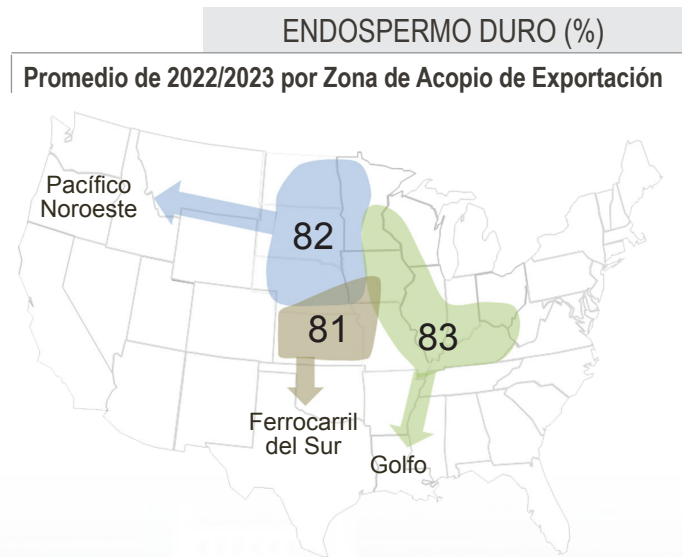 ENDOSPERMO DURO (%)
Promedio de 2022/2023 por Zona de Acopio de Exportación
Pacífico
Noroeste
82
81
83
Ferrocarril
del Sur
Golfo